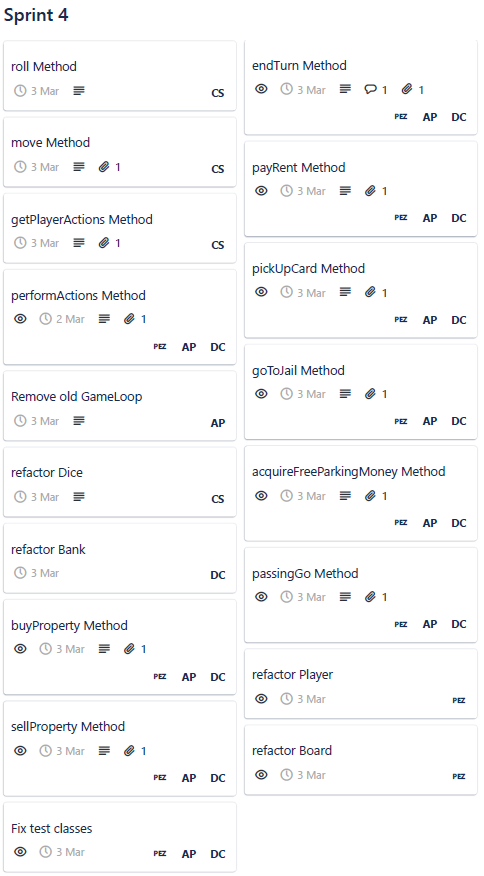 Sprint 4
roll Method
3 Mar
CS
move Method
3 Mar 1
CS
getPlayerActions Method
3 Mar 1
CS
performActions Method
2 Mar 1
PEZ AP DC
Remove old GameLoop
3 Mar
AP
refactor Dice
3 Mar
CS
refactor Bank
3 Mar
DC
buyProperty Method
3 Mar 1
PEZ AP DC
sellProperty Method
3 Mar 1
PEZ AP DC
Fix test classes
3 Mar
PEZ AP DC
endTurn Method
3 Mar 1 1
PEZ AP DC
payRent Method
3 Mar 1
PEZ AP DC
pickUpCard Method
3 Mar 1
PEZ AP DC
goToJail Method
3 Mar 1
PEZ AP DC
acquireFreeParkingMoney Method
3 Mar 1
PEZ AP DC
passingGo Method
3 Mar 1
PEZ AP DC
refactor Player
3 Mar
PEZ
refactor Board
3 Mar
PEZ